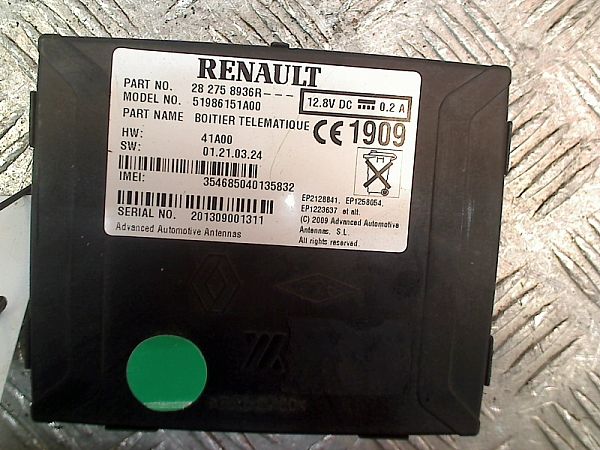 RENAULT
PART NO. 28 275 8936R---
MODEL NO. 51986151A00
12.8V DC 0.2 A
PART NAME BOITIER TELEMATIQUE
CE 1909
HW: 41A00
SW: 01.21.03.24
IMEI: 354685040135832
SERIAL NO. 201309001311
Advanced Automotive Antennas
EP2128841, EP1258054,
EP1223637 et alt.
(C) 2009 Advanced Automotive
Antennas, S.L.
All rights reserved.